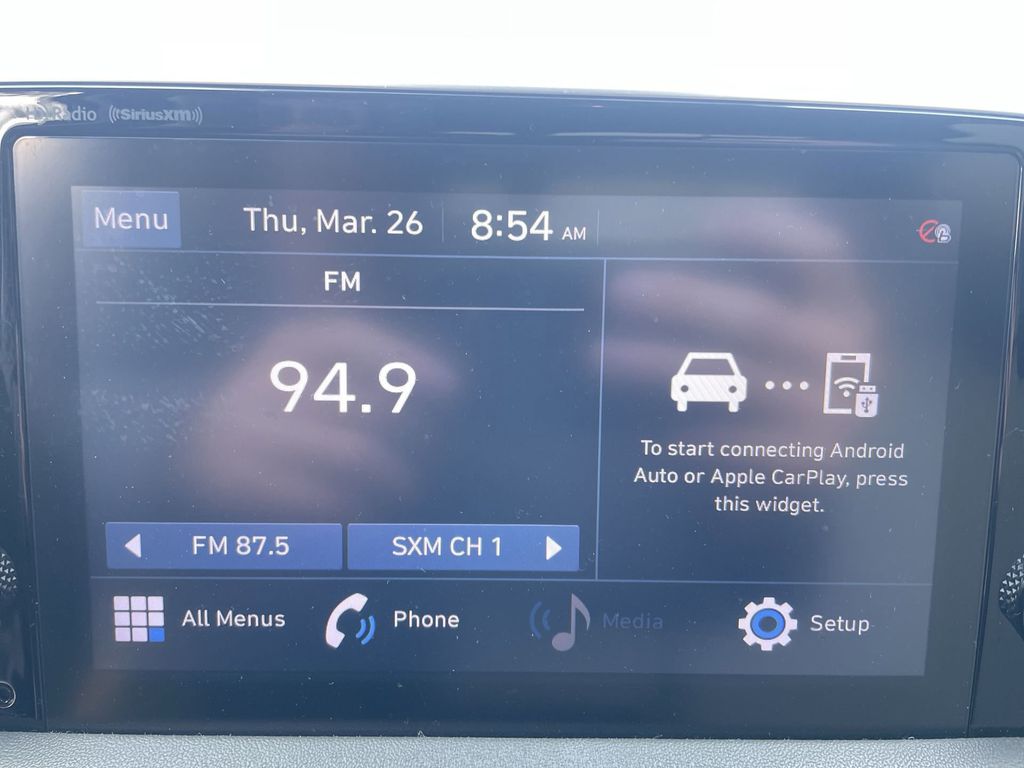 HD Radio SiriusXM
Menu Thu, Mar. 26 8:54 AM
FM
94.9
FM 87.5 SXM CH 1
To start connecting Android
Auto or Apple CarPlay, press
this widget.
All Menus Phone Media Setup